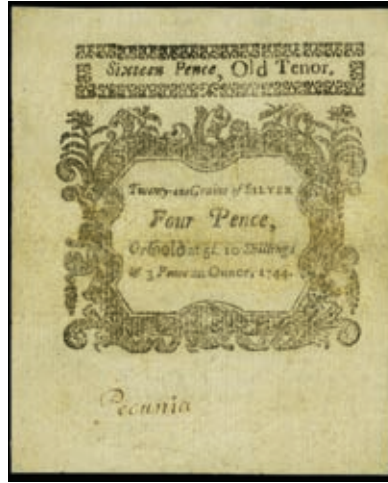 Sixteen Pence, Old Tenor.
Twenty-one Grains of SILVER
Four Pence,
Or Gold at 5l. 10 Shillings
& 3 Pence an Ounce, 1744.
Pecunia